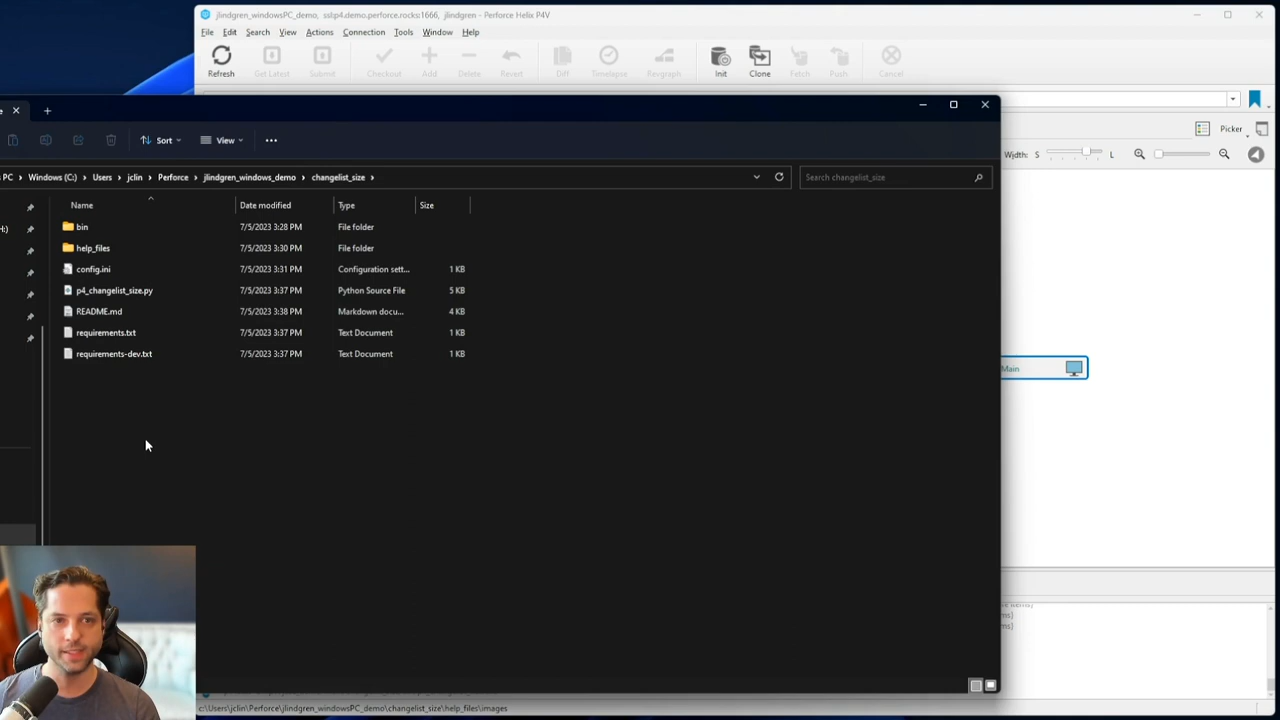 jlindgren_windowsPC_demo, ssl:p4.demo.perforce.rocks:1666, jlindgren - Perforce Helix P4V
File Edit Search View Actions Connection Tools Window Help
Refresh Get Latest Submit Checkout Add Delete Revert Diff Timelapse Revgraph Init Clone Fetch Push Cancel
Picker
Sort View
Width: S L
PC > Windows (C:) > Users > jclin > Perforce > jlindgren_windows_demo > changelist_size >
Search changelist_size
Name Date modified Type Size
bin 7/5/2023 3:28 PM File folder
help_files 7/5/2023 3:30 PM File folder
config.ini 7/5/2023 3:31 PM Configuration sett... 1 KB
p4_changelist_size.py 7/5/2023 3:37 PM Python Source File 5 KB
README.md 7/5/2023 3:38 PM Markdown docu... 4 KB
requirements.txt 7/5/2023 3:37 PM Text Document 1 KB
requirements-dev.txt 7/5/2023 3:37 PM Text Document 1 KB
Main
ms)
c:\Users\jclin\Perforce\jlindgren_windowsPC_demo\changelist_size\help_files\images